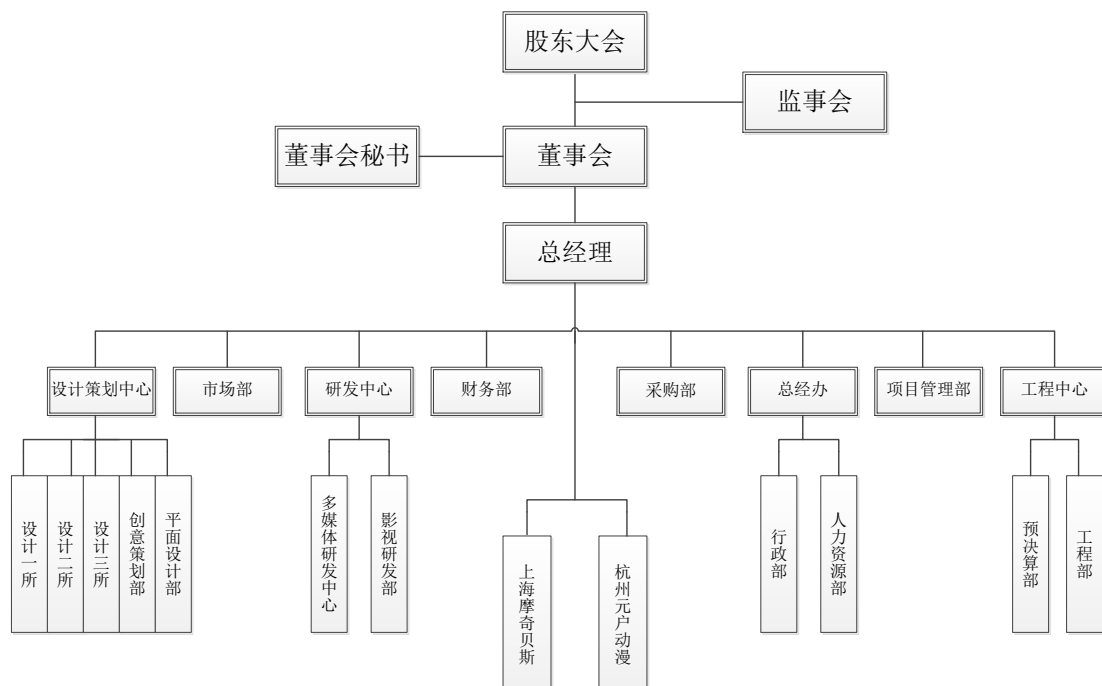 股东大会
监事会
董事会秘书
董事会
总经理
设计策划中心
市场部
研发中心
财务部
采购部
总经办
项目管理部
工程中心
设计一所
设计二所
设计三所
创意策划部
平面设计部
多媒体研发中心
影视研发部
上海摩奇贝斯
杭州元户动漫
行政部
人力资源部
预决算部
工程部